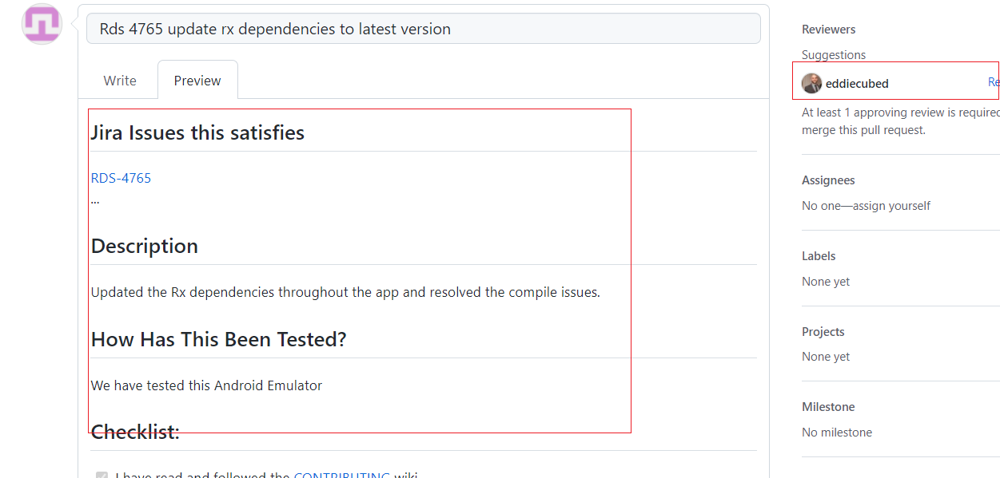 Rds 4765 update rx dependencies to latest version
Write
Preview
Jira Issues this satisfies
RDS-4765
...
Description
Updated the Rx dependencies throughout the app and resolved the compile issues.
How Has This Been Tested?
We have tested this Android Emulator
Checklist:
I have read and followed the CONTRIBUTING wiki
Reviewers
Suggestions
eddiecubed
Re
At least 1 approving review is required
merge this pull request.
Assignees
No one—assign yourself
Labels
None yet
Projects
None yet
Milestone
No milestone